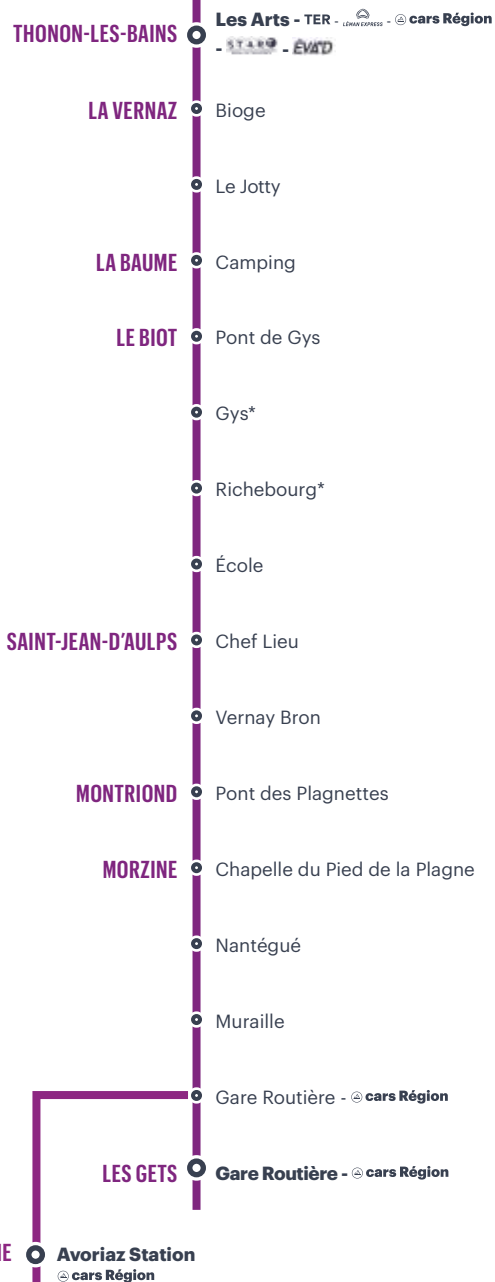 THONON-LES-BAINS Les Arts - TER - LÉMAN EXPRESS - cars Région
- STAR - ÉVA'D
LA VERNAZ Bioge
Le Jotty
LA BAUME Camping
LE BIOT Pont de Gys
Gys*
Richebourg*
École
SAINT-JEAN-D'AULPS Chef Lieu
Vernay Bron
MONTRIOND Pont des Plagnettes
MORZINE Chapelle du Pied de la Plagne
Nantégué
Muraille
Gare Routière - cars Région
LES GETS Gare Routière - cars Région
Avoriaz Station
cars Région